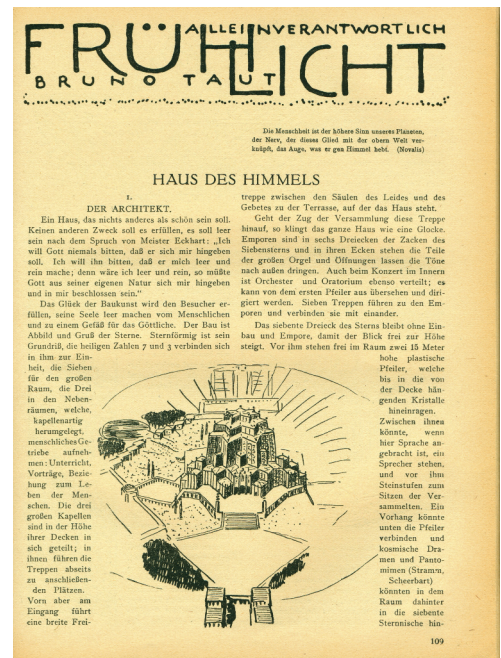 ALLEINVERANTWORTLICH
FRÜHLICHT
BRUNO TAUT
Die Menschheit ist der höhere Sinn unseres Planeten,
der Nerv, der dieses Glied mit der obern Welt ver-
knüpft, das Auge, was er gen Himmel hebt. (Novalis)
HAUS DES HIMMELS
1.
DER ARCHITEKT.
Ein Haus, das nichts anderes als schön sein soll.
Keinen anderen Zweck soll es erfüllen, es soll leer
sein nach dem Spruch von Meister Eckhart: „Ich
will Gott niemals bitten, daß er sich mir hingeben
soll. Ich will ihn bitten, daß er mich leer und
rein mache; denn wäre ich leer und rein, so müßte
Gott aus seiner eigenen Natur sich mir hingeben
und in mir beschlossen sein.“
Das Glück der Baukunst wird den Besucher er-
füllen, seine Seele leer machen vom Menschlichen
und zu einem Gefäß für das Göttliche. Der Bau ist
Abbild und Gruß der Sterne. Sternförmig ist sein
Grundriß, die heiligen Zahlen 7 und 3 verbinden sich
in ihm zur Ein-
heit, die Sieben
für den großen
Raum, die Drei
in den Neben-
räumen, welche,
kapellenartig
herumgelegt,
menschliches Ge-
triebe aufneh-
men: Unterricht,
Vorträge, Bezie-
hung zum Le-
ben der Men-
schen. Die drei
großen Kapellen
sind in der Höhe
ihrer Decken in
sich geteilt; in
ihnen führen die
Treppen abseits
zu anschließen-
den Plätzen.
Vorn aber am
Eingang führt
eine breite Frei-
treppe zwischen den Säulen des Leides und des
Gebetes zu der Terrasse, auf der das Haus steht.
Geht der Zug der Versammlung diese Treppe
hinauf, so klingt das ganze Haus wie eine Glocke.
Emporen sind in sechs Dreiecken der Zacken des
Siebensterns und in ihren Ecken stehen die Teile
der großen Orgel und Öffnungen lassen die Töne
nach außen dringen. Auch beim Konzert im Innern
ist Orchester und Oratorium ebenso verteilt; es
kann von dem ersten Pfeiler aus übersehen und diri-
giert werden. Sieben Treppen führen zu den Em-
poren und verbinden sie mit einander.
Das siebente Dreieck des Sterns bleibt ohne Ein-
bau und Empore, damit der Blick frei zur Höhe
steigt. Vor ihm stehen frei im Raum zwei 15 Meter
hohe plastische
Pfeiler, welche
bis in die von
der Decke hän-
genden Kristalle
hineinragen.
Zwischen ihnen
könnte, wenn
hier Sprache an-
gebracht ist, ein
Sprecher stehen,
und vor ihm
Steinstufen zum
Sitzen der Ver-
sammelten. Ein
Vorhang könnte
unten die Pfeiler
verbinden und
kosmische Dra-
men und Panto-
mimen (Stramm,
Scheerbart)
könnten in dem
Raum dahinter
in die siebente
Sternnische hin-
109